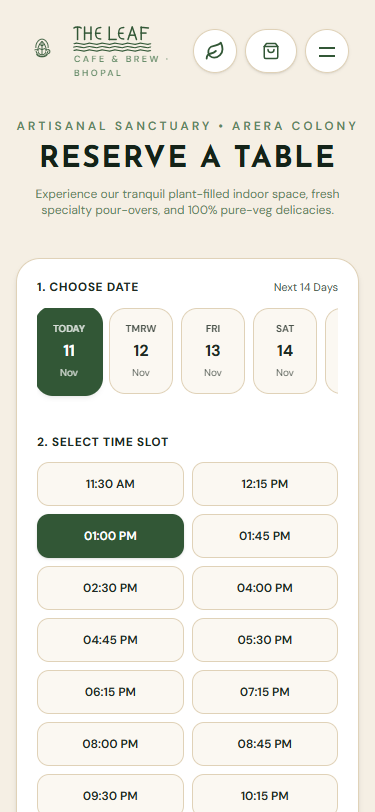 THE LEAF
CAFE & BREW ·
BHOPAL
ARTISANAL SANCTUARY • ARERA COLONY
RESERVE A TABLE
Experience our tranquil plant-filled indoor space, fresh
specialty pour-overs, and 100% pure-veg delicacies.
1. CHOOSE DATE Next 14 Days
TODAY TMRW FRI SAT
11 12 13 14
Nov Nov Nov Nov
2. SELECT TIME SLOT
11:30 AM 12:15 PM
01:00 PM 01:45 PM
02:30 PM 04:00 PM
04:45 PM 05:30 PM
06:15 PM 07:15 PM
08:00 PM 08:45 PM
09:30 PM 10:15 PM